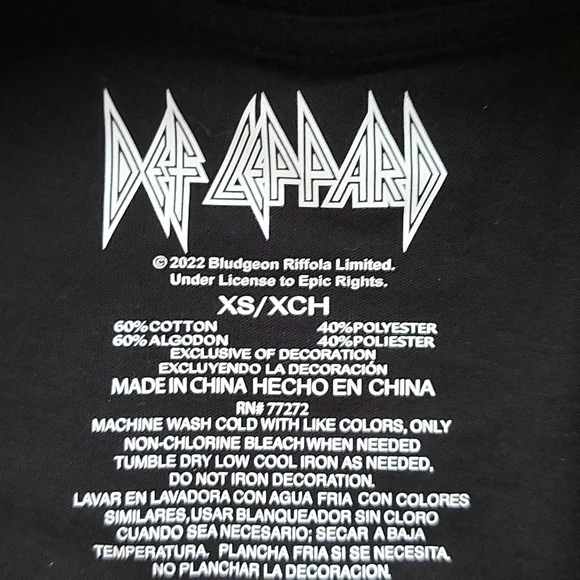 DEF LEPPARD
© 2022 Bludgeon Riffola Limited.
Under License to Epic Rights.
XS/XCH
60%COTTON 40%POLYESTER
60% ALGODON 40%POLIESTER
EXCLUSIVE OF DECORATION
EXCLUYENDO LA DECORACIÓN
MADE IN CHINA HECHO EN CHINA
RN# 77272
MACHINE WASH COLD WITH LIKE COLORS, ONLY
NON-CHLORINE BLEACH WHEN NEEDED
TUMBLE DRY LOW COOL IRON AS NEEDED,
DO NOT IRON DECORATION.
LAVAR EN LAVADORA CON AGUA FRIA CON COLORES
SIMILARES, USAR BLANQUEADOR SIN CLORO
CUANDO SEA NECESARIO; SECAR A BAJA
TEMPERATURA. PLANCHA FRIA SI SE NECESITA.
NO PLANCHAR LA DECORACION.